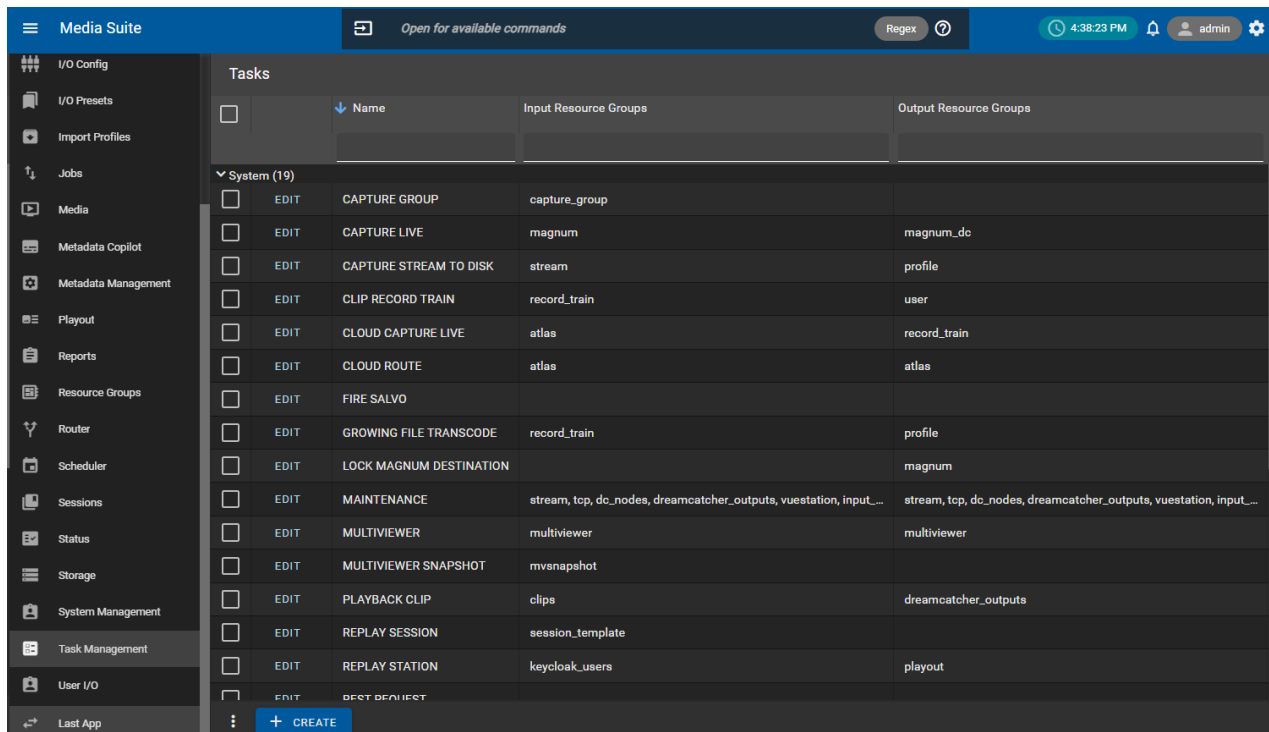 Media Suite
Open for available commands
Regex
4:38:23 PM
admin
I/O Config
I/O Presets
Import Profiles
Jobs
Media
Metadata Copilot
Metadata Management
Playout
Reports
Resource Groups
Router
Scheduler
Sessions
Status
Storage
System Management
Task Management
User I/O
Last App
Tasks
Name Input Resource Groups Output Resource Groups
System (19)
EDIT CAPTURE GROUP capture_group
EDIT CAPTURE LIVE magnum magnum_dc
EDIT CAPTURE STREAM TO DISK stream profile
EDIT CLIP RECORD TRAIN record_train user
EDIT CLOUD CAPTURE LIVE atlas record_train
EDIT CLOUD ROUTE atlas atlas
EDIT FIRE SALVO
EDIT GROWING FILE TRANSCODE record_train profile
EDIT LOCK MAGNUM DESTINATION magnum
EDIT MAINTENANCE stream, tcp, dc_nodes, dreamcatcher_outputs, vuestation, input_... stream, tcp, dc_nodes, dreamcatcher_outputs, vuestation, input_...
EDIT MULTIVIEWER multiviewer multiviewer
EDIT MULTIVIEWER SNAPSHOT mvsnapshot
EDIT PLAYBACK CLIP clips dreamcatcher_outputs
EDIT REPLAY SESSION session_template
EDIT REPLAY STATION keycloak_users playout
EDIT REST REQUEST
+ CREATE